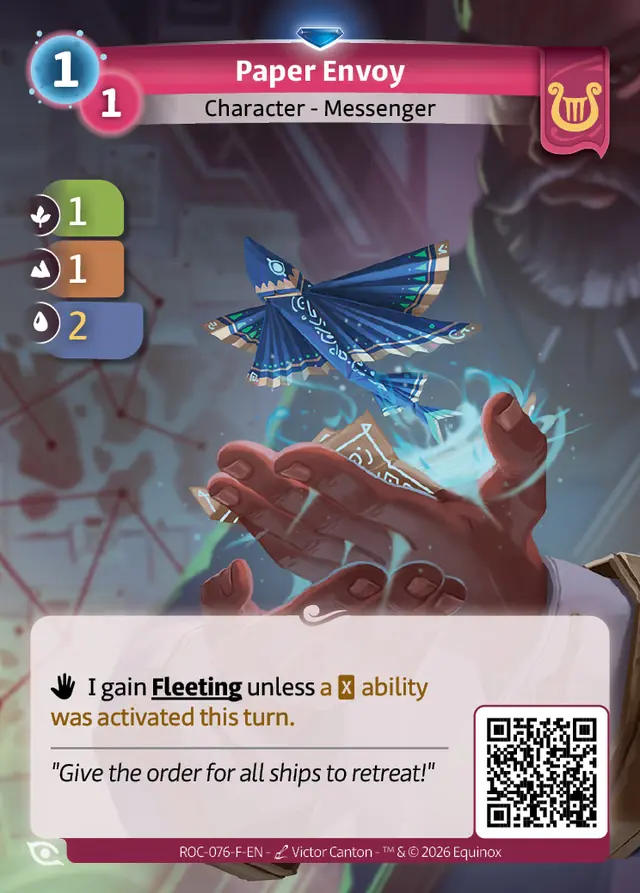 1
Paper Envoy
1
Character - Messenger
1
1
2
I gain Fleeting unless a X ability
was activated this turn.
"Give the order for all ships to retreat!"
ROC-076-F-EN - Victor Canton - ™ & © 2026 Equinox